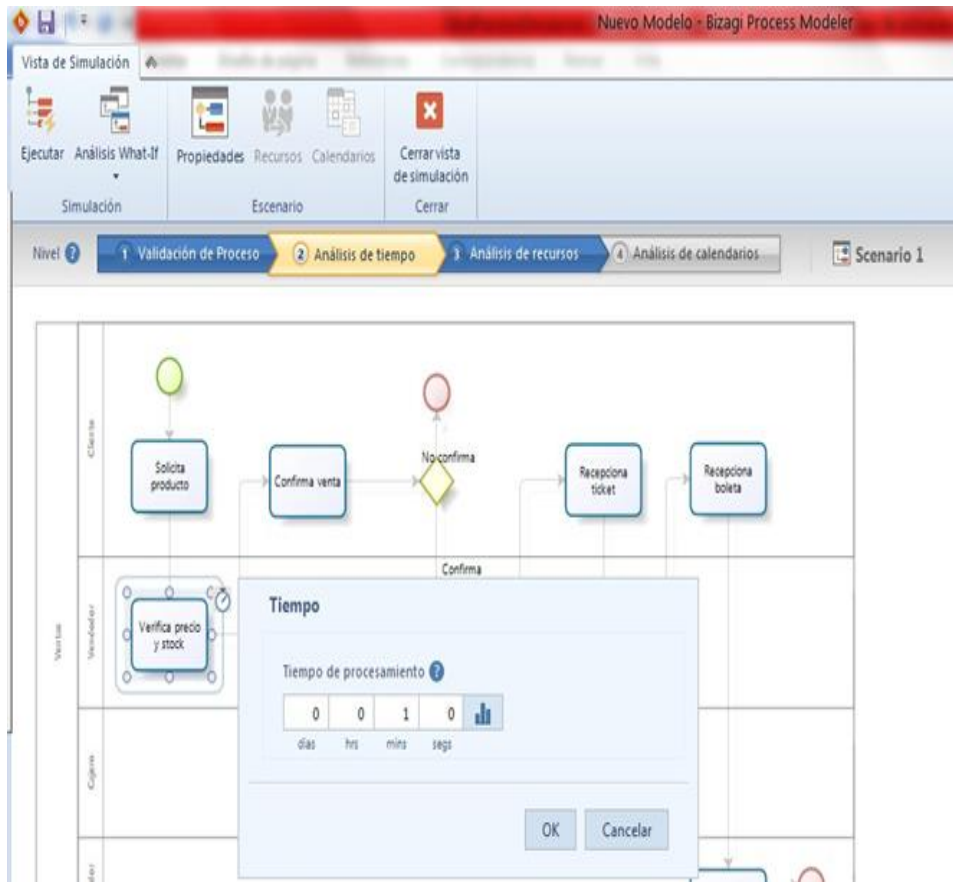 Nuevo Modelo - Bizagi Process Modeler
Vista de Simulación
Ejecutar
Análisis What-If
Propiedades
Recursos
Calendarios
Cerrar vista
de simulación
Simulación
Escenario
Cerrar
Nivel ?
1 Validación de Proceso
2 Análisis de tiempo
3 Análisis de recursos
4 Análisis de calendarios
Scenario 1
Ventas
Cliente
Solicita
producto
Confirma venta
No confirma
Recepciona
ticket
Recepciona
boleta
Confirma
Vendedor
Verifica precio
y stock
Cajero
Tiempo
Tiempo de procesamiento ?
0 0 1 0
días hrs mins segs
OK Cancelar